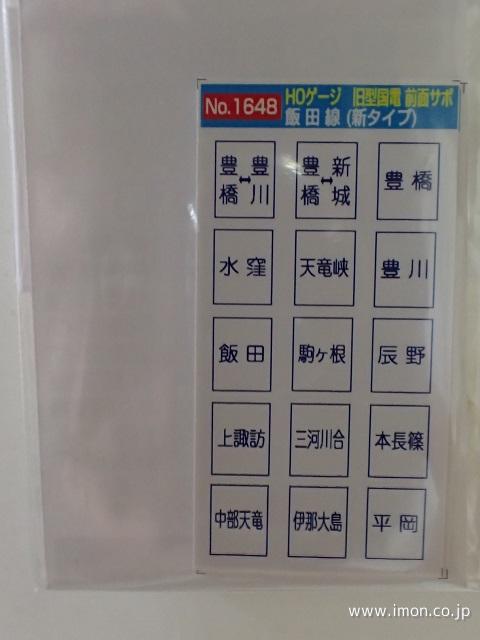 No.1648
HOゲージ 旧型国電 前面サボ
飯田線 (新タイプ)
豊橋↔豊川
豊橋↔新城
豊橋
水窪
天竜峡
豊川
飯田
駒ヶ根
辰野
上諏訪
三河川合
本長篠
中部天竜
伊那大島
平岡
www.imon.co.jp